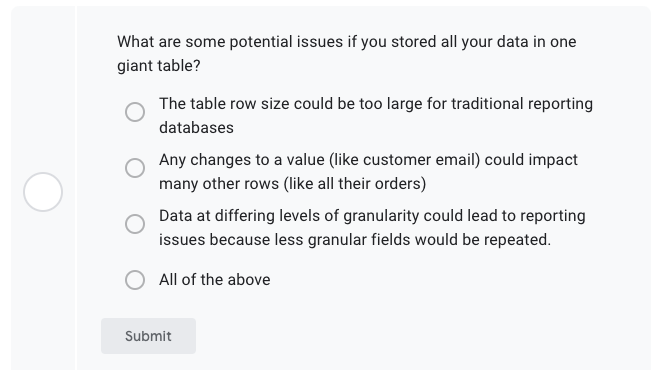 What are some potential issues if you stored all your data in one
giant table?
The table row size could be too large for traditional reporting
databases
Any changes to a value (like customer email) could impact
many other rows (like all their orders)
Data at differing levels of granularity could lead to reporting
issues because less granular fields would be repeated.
All of the above
Submit